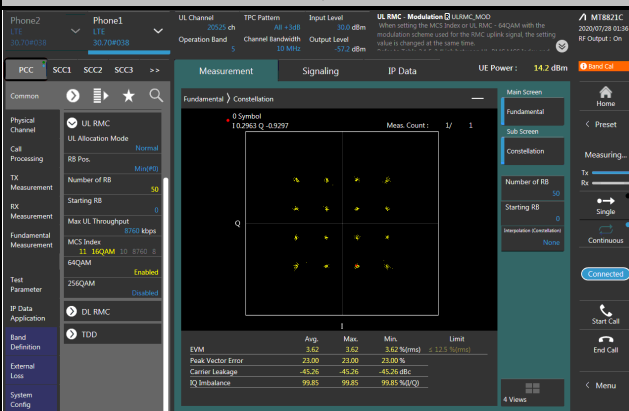 Phone2
LTE
30.70#038
Phone1
LTE
30.70#038
UL Channel
20525 ch
Operation Band
5
TPC Pattern
All +3dB
Channel Bandwidth
10 MHz
Input Level
30.0 dBm
Output Level
-57.2 dBm
UL RMC - Modulation UL_RMC_MOD
When setting the MCS Index or UL RMC - 64QAM with the
modulation scheme used for the RMC uplink signal, the setting
value is changed at the same time.
MT8821C
2020/07/28 01:36
RF Output : On
PCC
SCC1
SCC2
SCC3
>>
Measurement
Signaling
IP Data
UE Power : 14.2 dBm
Band Cal
Common
Physical
Channel
Call
Processing
TX
Measurement
RX
Measurement
Fundamental
Measurement
Test
Parameter
IP Data
Application
Band
Definition
External
Loss
System
Config
UL RMC
UL Allocation Mode
Normal
RB Pos.
Min(#0)
Number of RB
50
Starting RB
0
Max UL Throughput
8760 kbps
MCS Index
11 16QAM 10 8760 6
64QAM
Enabled
256QAM
Disabled
DL RMC
TDD
Fundamental
Constellation
0 Symbol
I 0.2963 Q -0.9297
Meas. Count : 1/ 1
Q
I
Avg. Max. Min. Limit
EVM 3.62 3.62 3.62 %(rms) ± 12.5 %(rms)
Peak Vector Error 23.00 23.00 23.00 %
Carrier Leakage -45.26 -45.26 -45.26 dBc
IQ Imbalance 99.85 99.85 99.85 %(I/Q)
Main Screen
Fundamental
Sub Screen
Constellation
Number of RB
50
Starting RB
0
Interpolation (Constellation)
None
4 Views
Home
Preset
Measuring...
Tx
Rx
Single
Continuous
Connected
Start Call
End Call
Menu